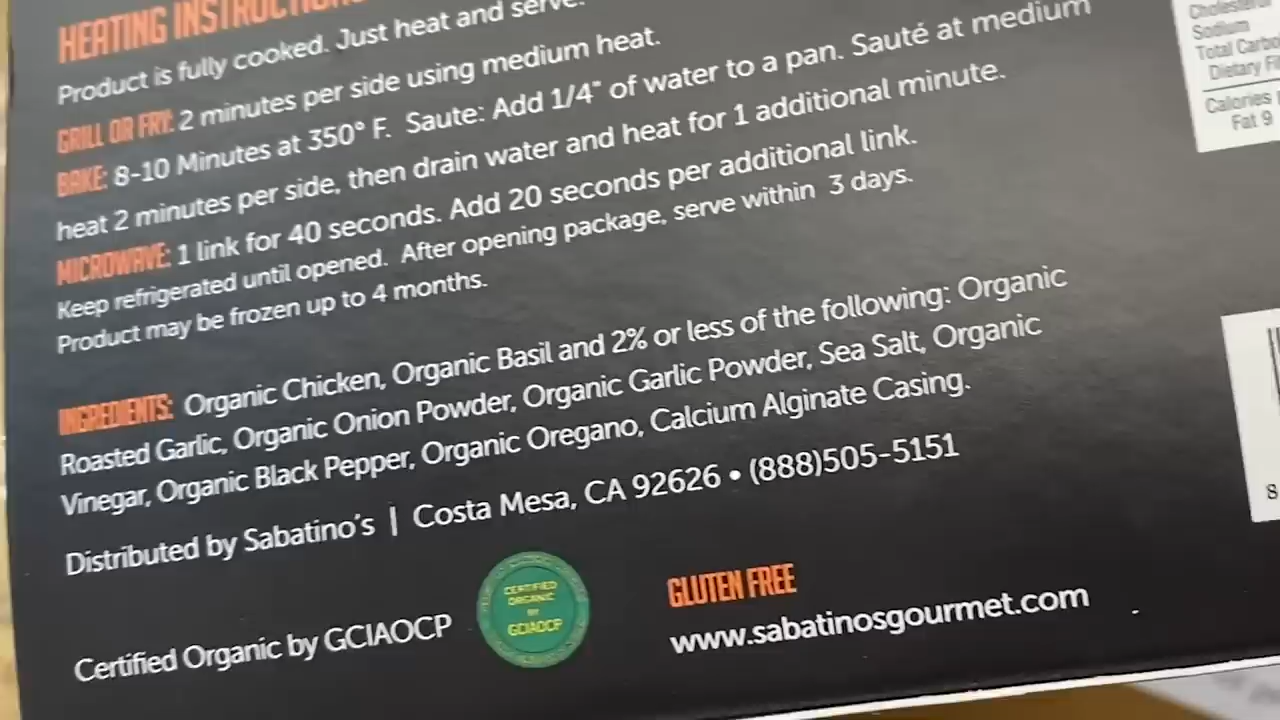 HEATING INSTRUCTIONS
Product is fully cooked. Just heat and serve.
GRILL OR FRY: 2 minutes per side using medium heat.
BAKE: 8-10 Minutes at 350° F. Saute: Add 1/4" of water to a pan. Sauté at medium
heat 2 minutes per side, then drain water and heat for 1 additional minute.
MICROWAVE: 1 link for 40 seconds. Add 20 seconds per additional link.
Keep refrigerated until opened. After opening package, serve within 3 days.
Product may be frozen up to 4 months.
INGREDIENTS: Organic Chicken, Organic Basil and 2% or less of the following: Organic
Roasted Garlic, Organic Onion Powder, Organic Garlic Powder, Sea Salt, Organic
Vinegar, Organic Black Pepper, Organic Oregano, Calcium Alginate Casing.
Distributed by Sabatino's | Costa Mesa, CA 92626 • (888)505-5151
Certified Organic by GCIAOCP
CERTIFIED
ORGANIC
BY
GCIAOCP
GLUTEN FREE
www.sabatinosgourmet.com
Sodium
Total Carbo
Dietary Fi
Calories
Fat 9
8